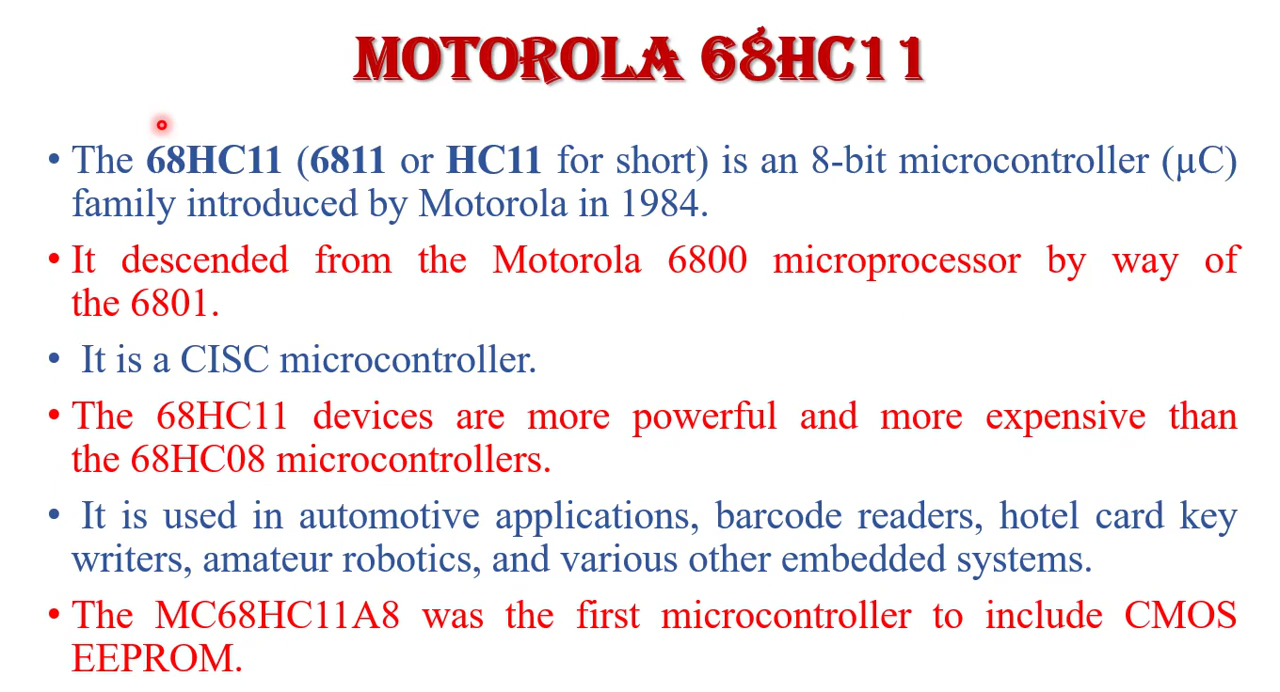 MOTOROLA 68HC11
• The 68HC11 (6811 or HC11 for short) is an 8-bit microcontroller (µC)
family introduced by Motorola in 1984.
• It descended from the Motorola 6800 microprocessor by way of
the 6801.
• It is a CISC microcontroller.
• The 68HC11 devices are more powerful and more expensive than
the 68HC08 microcontrollers.
• It is used in automotive applications, barcode readers, hotel card key
writers, amateur robotics, and various other embedded systems.
• The MC68HC11A8 was the first microcontroller to include CMOS
EEPROM.